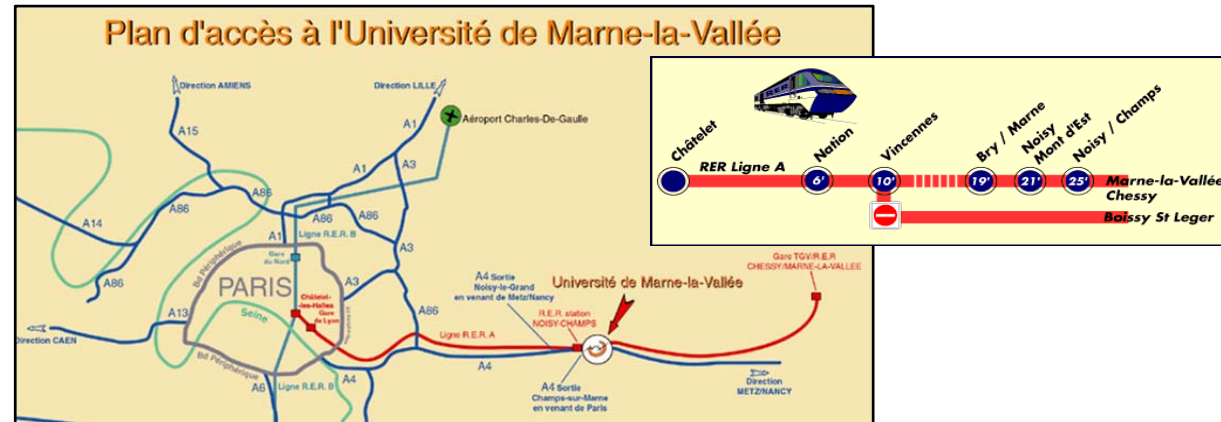 Plan d'accès à l'Université de Marne-la-Vallée
Direction AMIENS
Direction LILLE
Aéroport Charles-De-Gaulle
A15
A1
A1
A3
A86
A86
A86
A86
A14
A86
A1
Ligne R.E.R. B
Gare
du Nord
A3
A3
A86
Bd Périphérique
PARIS
Châtelet-
les-Halles
Gare
de Lyon
Seine
A13
Direction CAEN
Bd Périphérique
A6
Ligne R.E.R. B
A4
Ligne R.E.R. A
A4
A4 Sortie
Noisy-le-Grand
en venant de Metz/Nancy
Université de Marne-la-Vallée
R.E.R. station
NOISY-CHAMPS
A4 Sortie
Champs-sur-Marne
en venant de Paris
Gare TGV/R.E.R
CHESSY/MARNE-LA-VALLEE
Direction
METZ/NANCY
RER
Châtelet
Nation
Vincennes
Bry / Marne
Noisy
Mont d'Est
Noisy / Champs
RER Ligne A
6'
10'
19'
21'
25'
Marne-la-Vallée
Chessy
Boissy St Leger